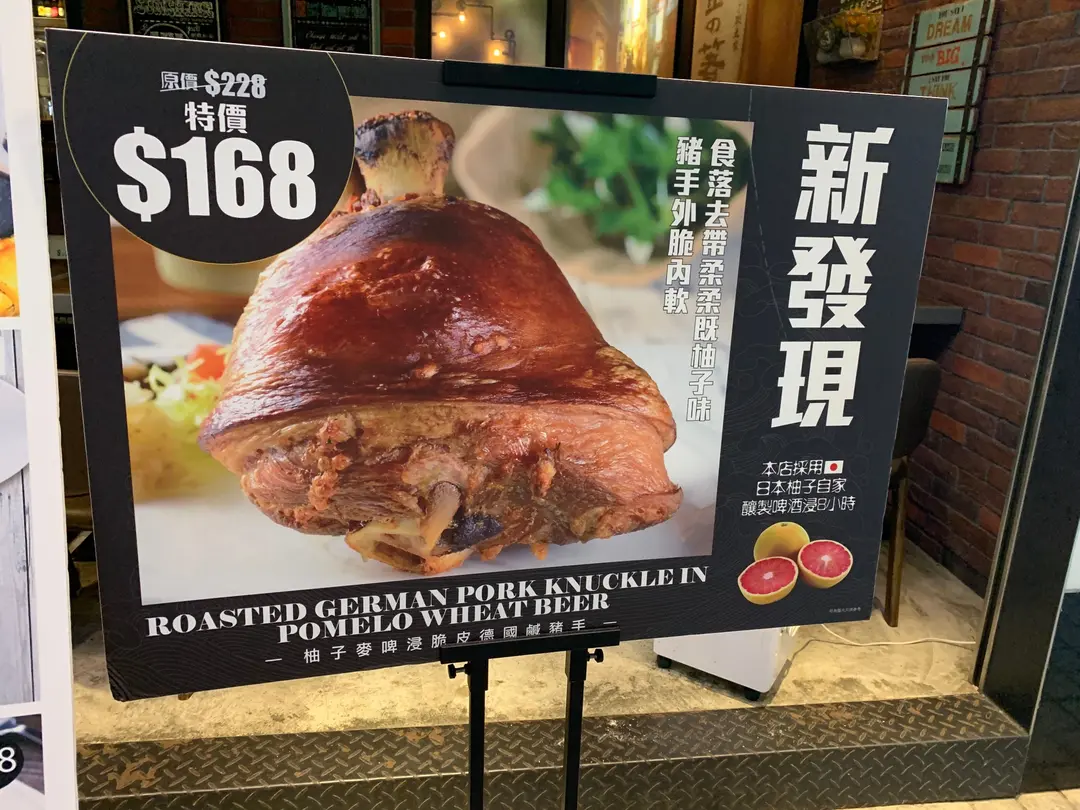 原價 $228
特價
$168
新發現
食落去帶柔柔既柚子味
豬手外脆內軟
本店採用
日本柚子自家
釀製啤酒浸8小時
ROASTED GERMAN PORK KNUCKLE IN
POMELO WHEAT BEER
— 柚子麥啤浸脆皮德國鹹豬手 —
DREAM
BIG
THINK
8